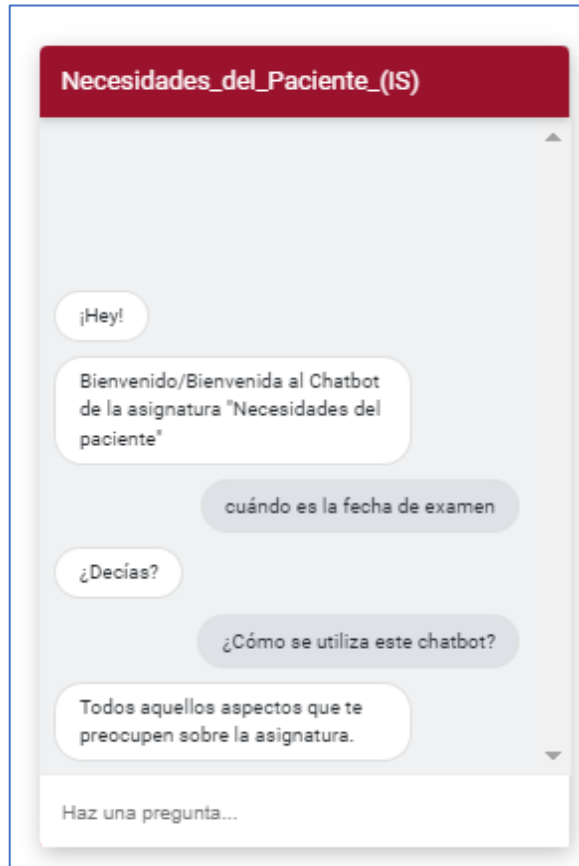 Necesidades_del_Paciente_(IS)
¡Hey!
Bienvenido/Bienvenida al Chatbot
de la asignatura "Necesidades del
paciente"
cuándo es la fecha de examen
¿Decías?
¿Cómo se utiliza este chatbot?
Todos aquellos aspectos que te
preocupen sobre la asignatura.
Haz una pregunta...